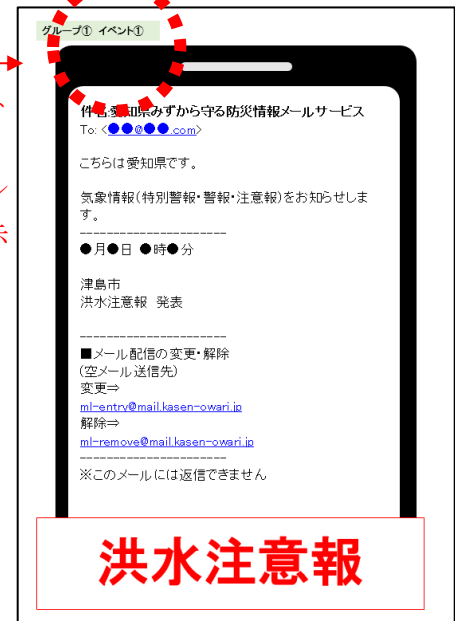 グループ① イベント①
件名:愛知県みずから守る防災情報メールサービス
To: <●●@●●.com>
こちらは愛知県です。
気象情報(特別警報・警報・注意報)をお知らせしま
す。
----------------------
●月●日 ●時●分
津島市
洪水注意報 発表
----------------------
■メール配信の変更・解除
(空メール送信先)
変更⇒
ml-entry@mail.kasen-owari.jp
解除⇒
ml-remove@mail.kasen-owari.jp
----------------------
※このメールには返信できません
洪水注意報